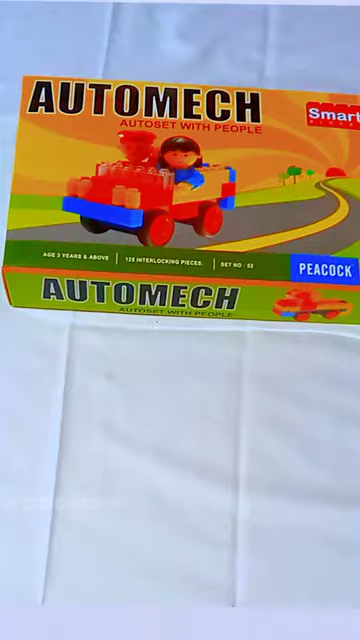 AUTOMECH
AUTOSET WITH PEOPLE
Smart
AGE 3 YEARS & ABOVE
125 INTERLOCKING PIECES.
SET NO : 52
PEACOCK
AUTOMECH
AUTOSET WITH PEOPLE